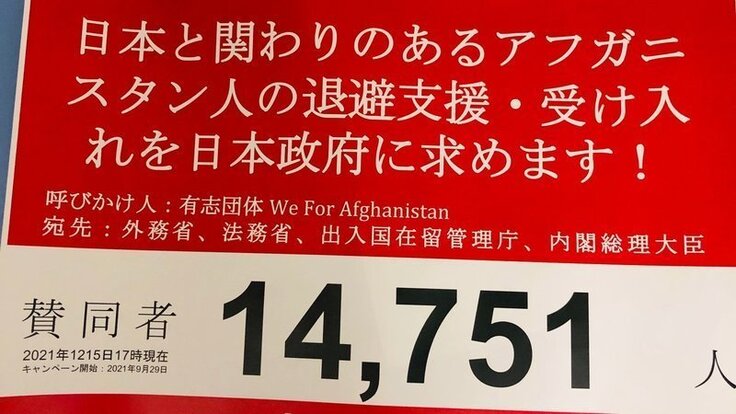 日本と関わりのあるアフガニ
スタン人の退避支援・受け入
れを日本政府に求めます！
呼びかけ人：有志団体 We For Afghanistan
宛先：外務省、法務省、出入国在留管理庁、内閣総理大臣
賛同者 14,751 人
2021年1215日17時現在
キャンペーン開始：2021年9月29日